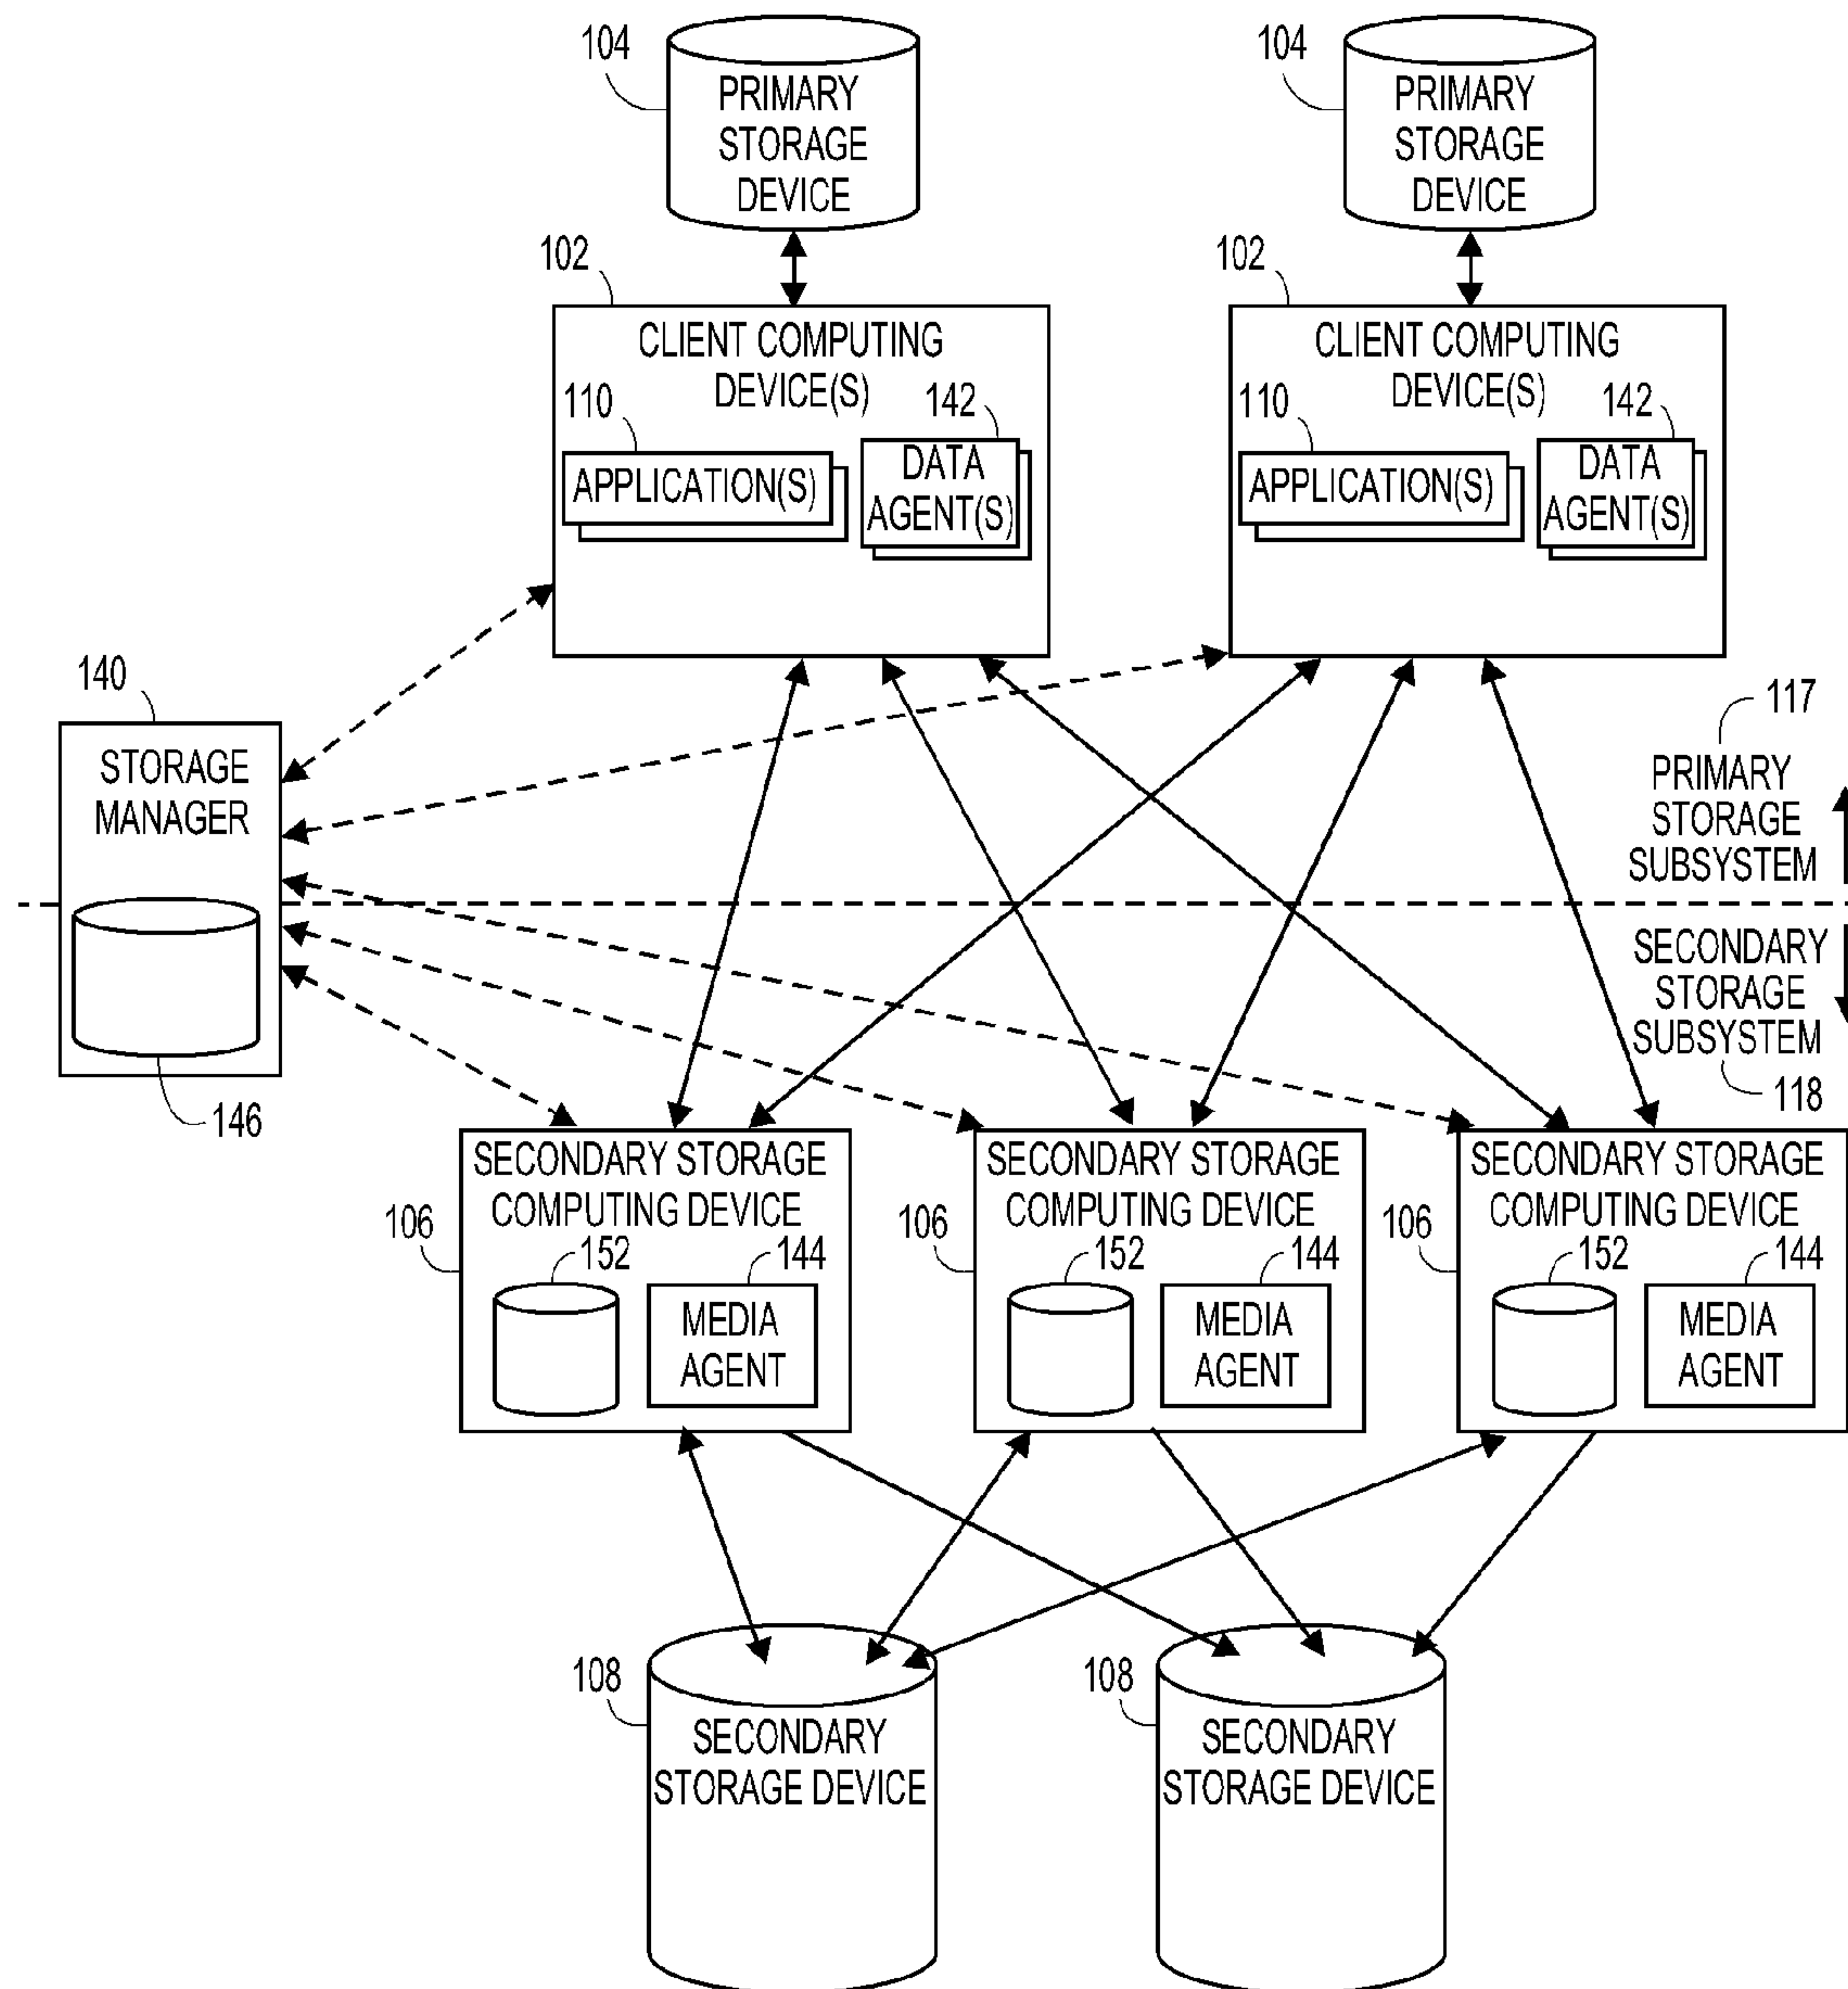 104
PRIMARY
STORAGE
DEVICE
104
PRIMARY
STORAGE
DEVICE
102
CLIENT COMPUTING
DEVICE(S)
110
142
APPLICATION(S)
DATA
AGENT(S)
102
CLIENT COMPUTING
DEVICE(S)
110
142
APPLICATION(S)
DATA
AGENT(S)
140
STORAGE
MANAGER
146
117
PRIMARY
STORAGE
SUBSYSTEM
SECONDARY
STORAGE
SUBSYSTEM
118
106
SECONDARY STORAGE
COMPUTING DEVICE
152
144
MEDIA
AGENT
106
SECONDARY STORAGE
COMPUTING DEVICE
152
144
MEDIA
AGENT
106
SECONDARY STORAGE
COMPUTING DEVICE
152
144
MEDIA
AGENT
108
SECONDARY
STORAGE DEVICE
108
SECONDARY
STORAGE DEVICE